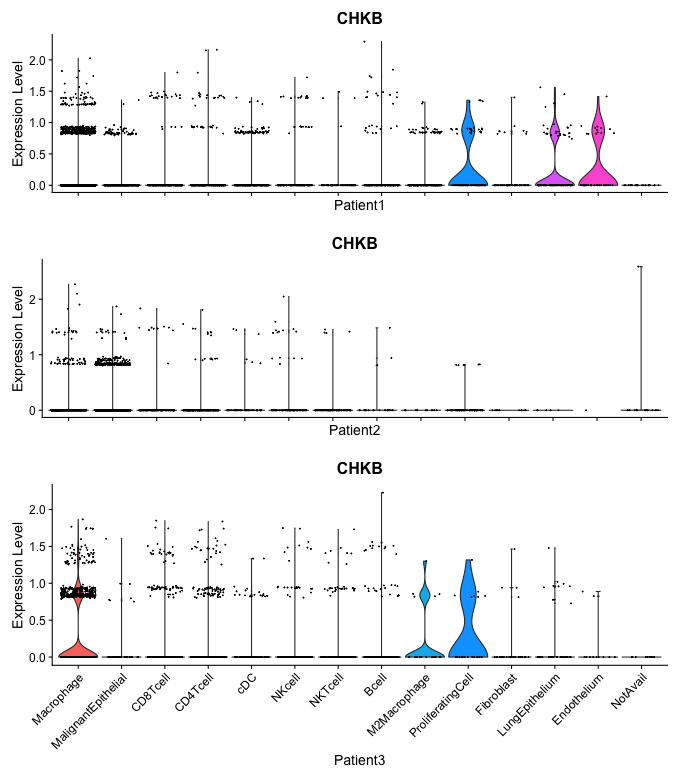 CHKB
Expression Level
2.0
1.5
1.0
0.5
0.0
Patient1
CHKB
Expression Level
2
1
0
Patient2
CHKB
Expression Level
2.0
1.5
1.0
0.5
0.0
Macrophage
MalignantEpithelial
CD8Tcell
CD4Tcell
cDC
NKcell
NKTcell
Bcell
M2Macrophage
ProliferatingCell
Fibroblast
LungEpithelium
Endothelium
NotAvail
Patient3